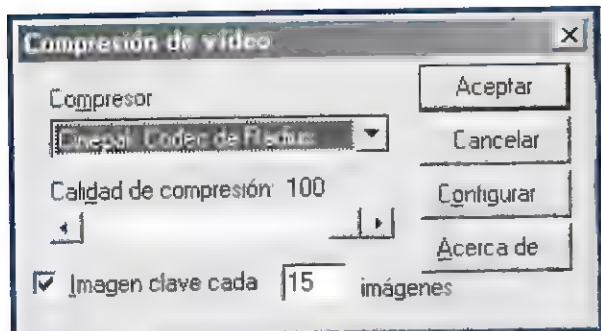 Compresión de vídeo
Compresor
Cinepak Codec de Radius
Calidad de compresión: 100
Imagen clave cada 15 imágenes
Aceptar
Cancelar
Configurar
Acerca de